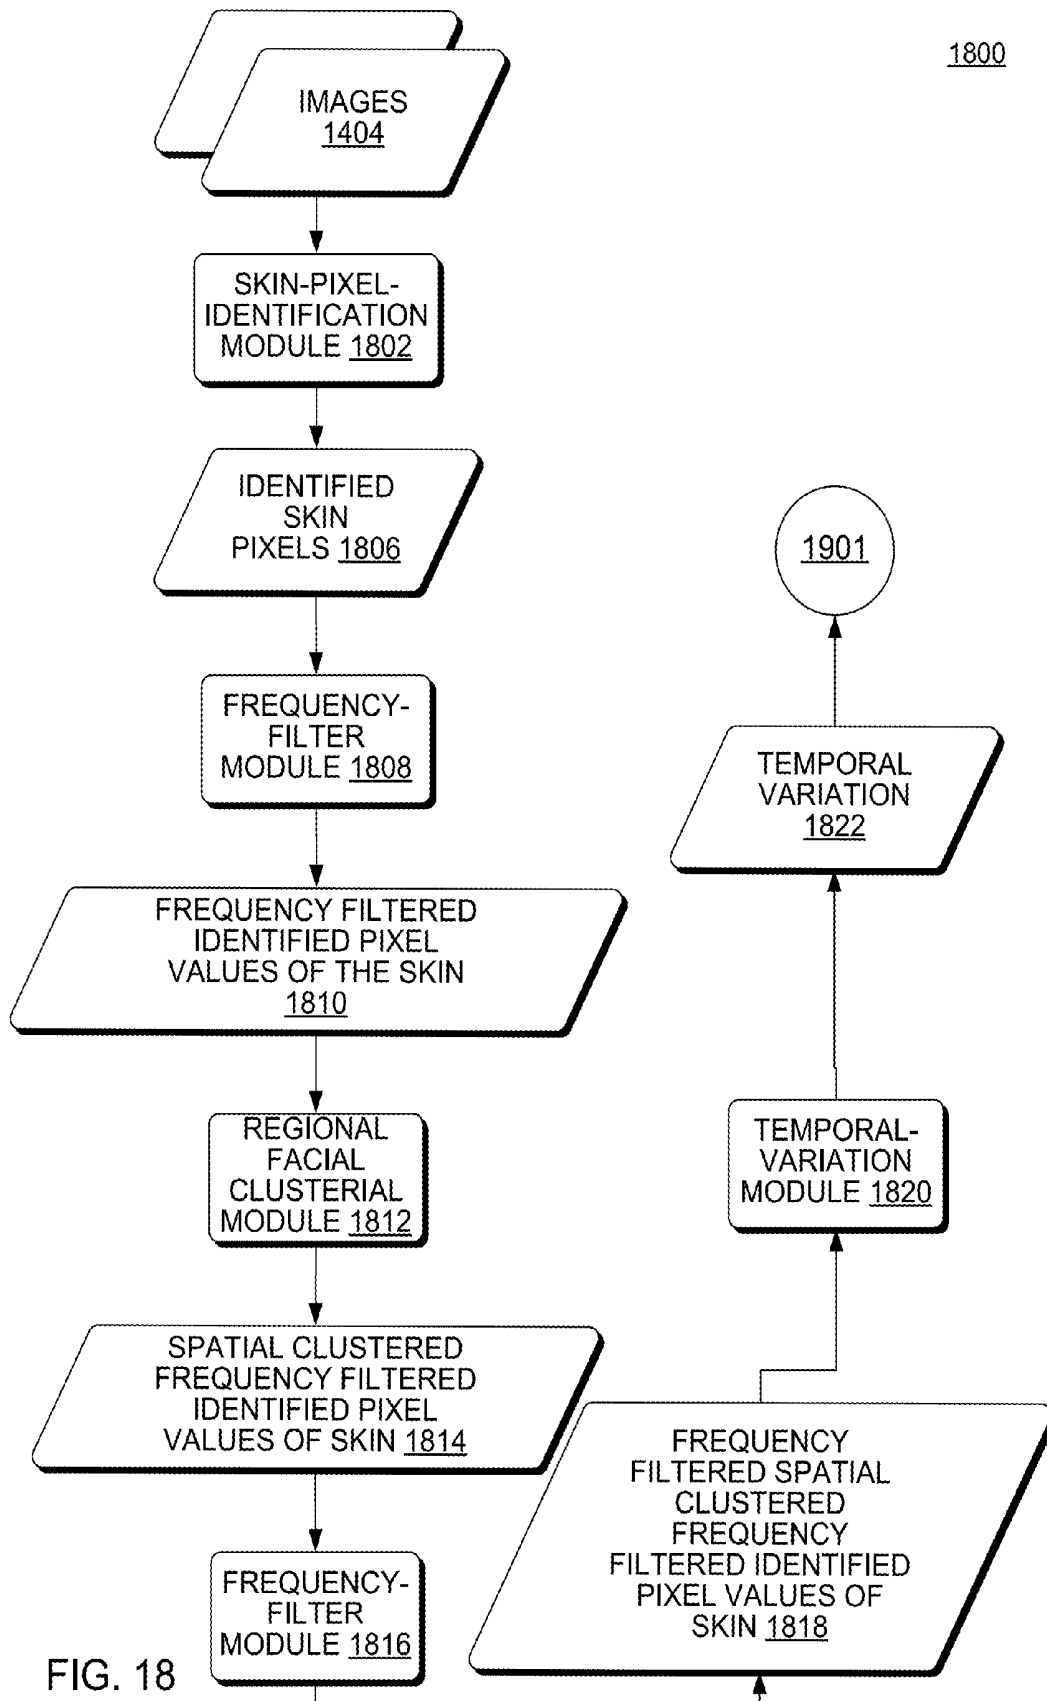 1800
IMAGES
1404
SKIN-PIXEL-
IDENTIFICATION
MODULE 1802
IDENTIFIED
SKIN
PIXELS 1806
FREQUENCY-
FILTER
MODULE 1808
FREQUENCY FILTERED
IDENTIFIED PIXEL
VALUES OF THE SKIN
1810
REGIONAL
FACIAL
CLUSTERIAL
MODULE 1812
SPATIAL CLUSTERED
FREQUENCY FILTERED
IDENTIFIED PIXEL
VALUES OF SKIN 1814
FREQUENCY-
FILTER
MODULE 1816
FREQUENCY
FILTERED SPATIAL
CLUSTERED
FREQUENCY
FILTERED IDENTIFIED
PIXEL VALUES OF
SKIN 1818
TEMPORAL-
VARIATION
MODULE 1820
TEMPORAL
VARIATION
1822
1901
FIG. 18